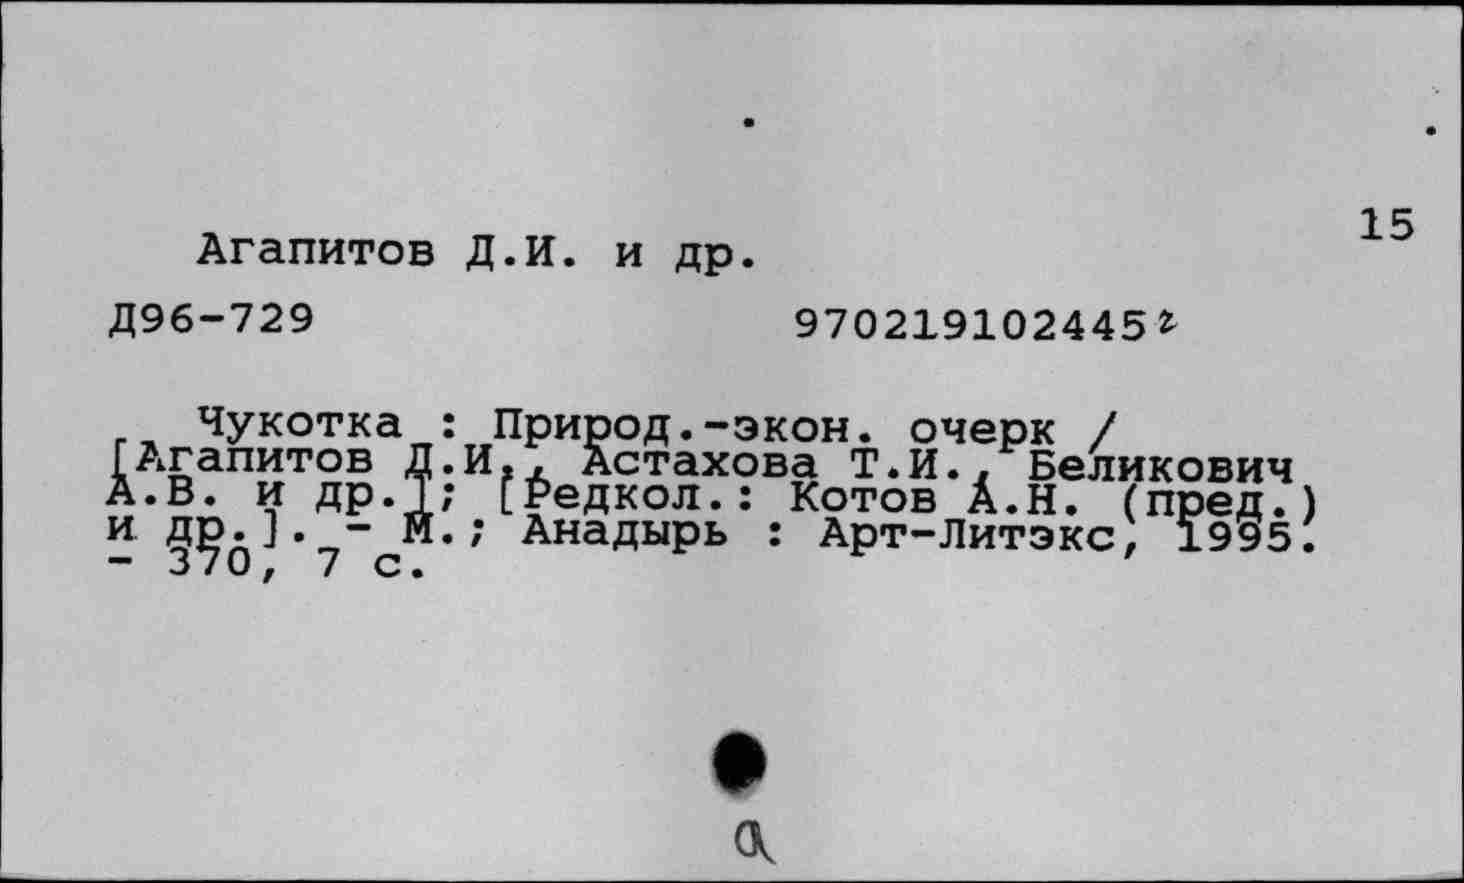 15
Агапитов Д.И. и др.
Д96-729 970219102445г
Чукотка : Природ.-экон. очерк /
[Агапитов Д.И., Астахова Т.И., Беликович
А.В. и др.]; [Редкол.: Котов А.Н. (пред.)
и др.]. - М.; Анадырь : Арт-Литэкс, 1995.
- 370, 7 с.
а